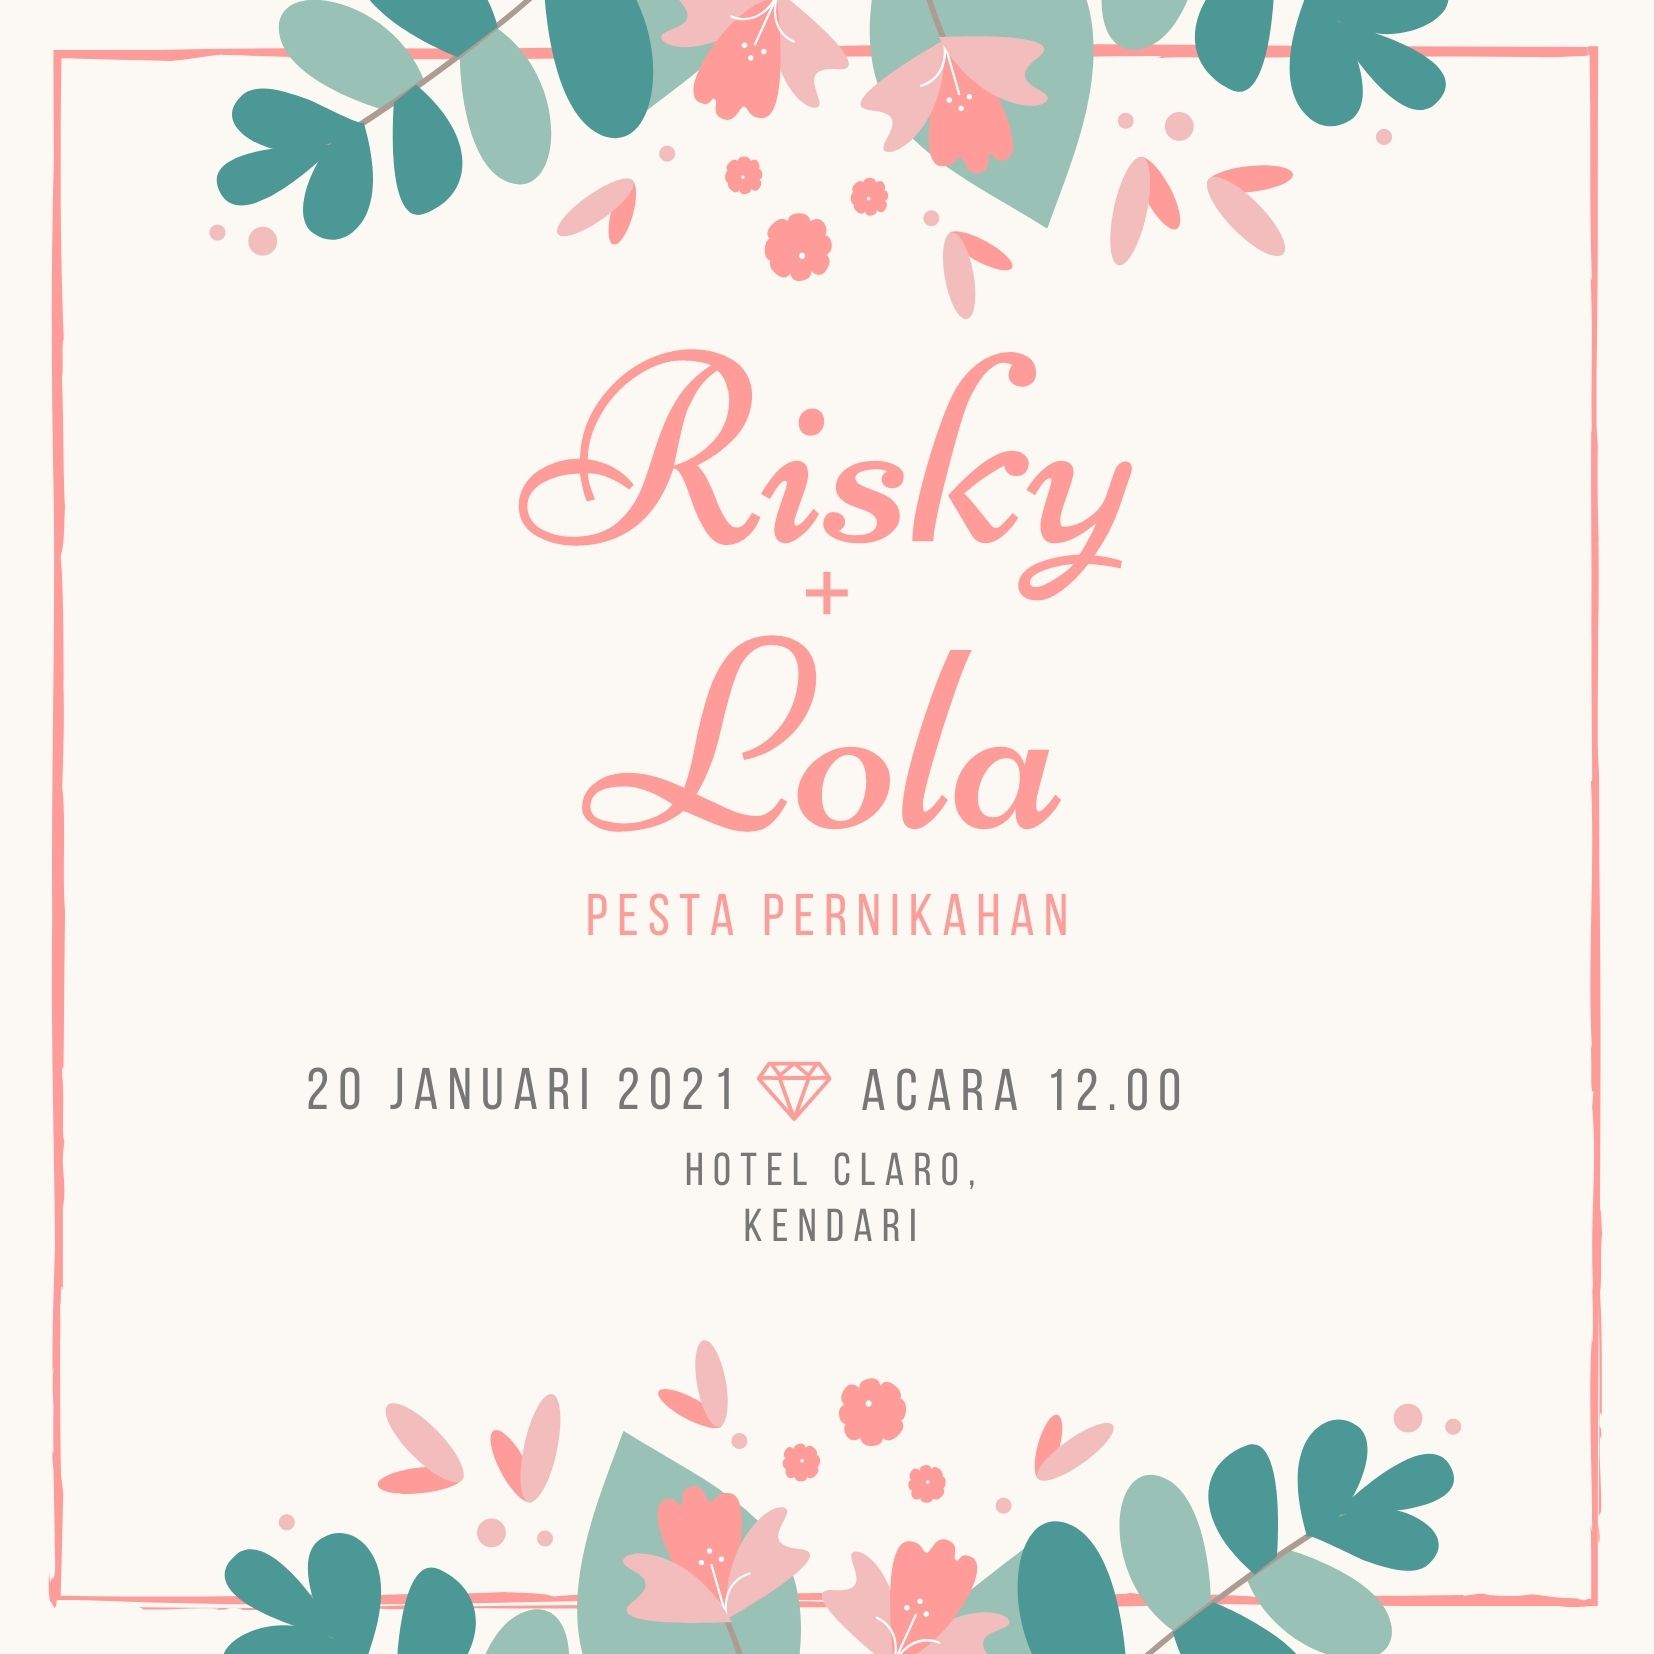 Risky
+
Lola
PESTA PERNIKAHAN
20 JANUARI 2021 ACARA 12.00
HOTEL CLARO,
KENDARI